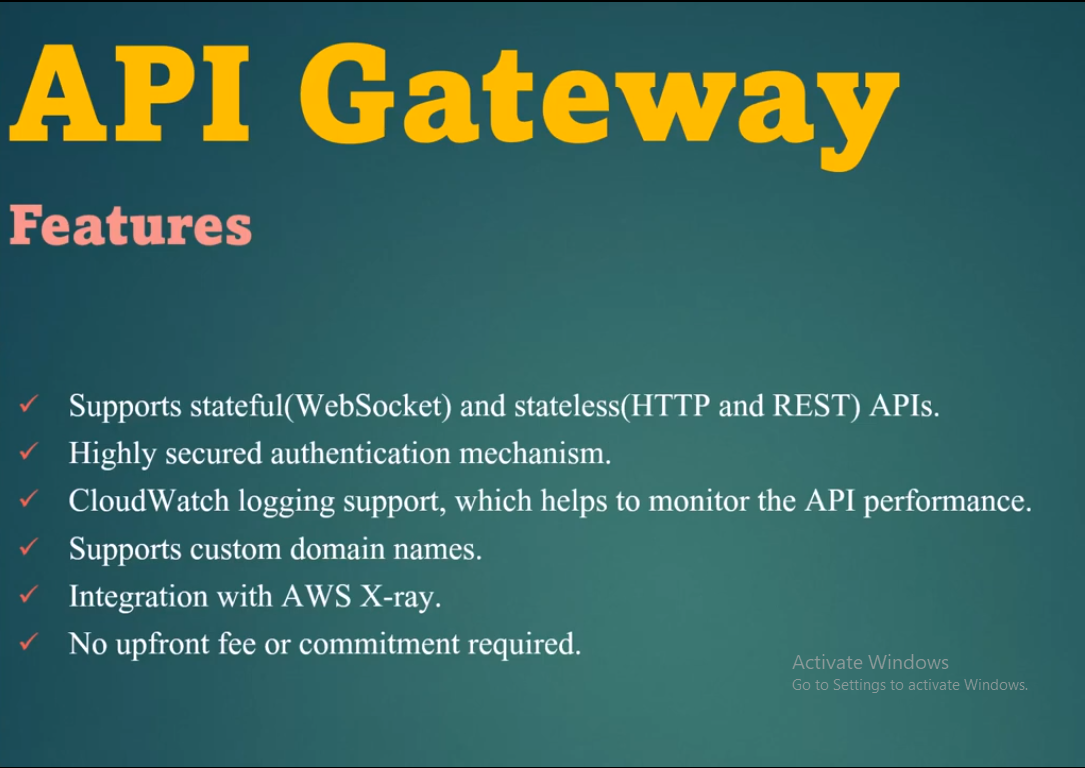 API Gateway
Features
✓ Supports stateful(WebSocket) and stateless(HTTP and REST) APIs.
✓ Highly secured authentication mechanism.
✓ CloudWatch logging support, which helps to monitor the API performance.
✓ Supports custom domain names.
✓ Integration with AWS X-ray.
✓ No upfront fee or commitment required.
Activate Windows
Go to Settings to activate Windows.